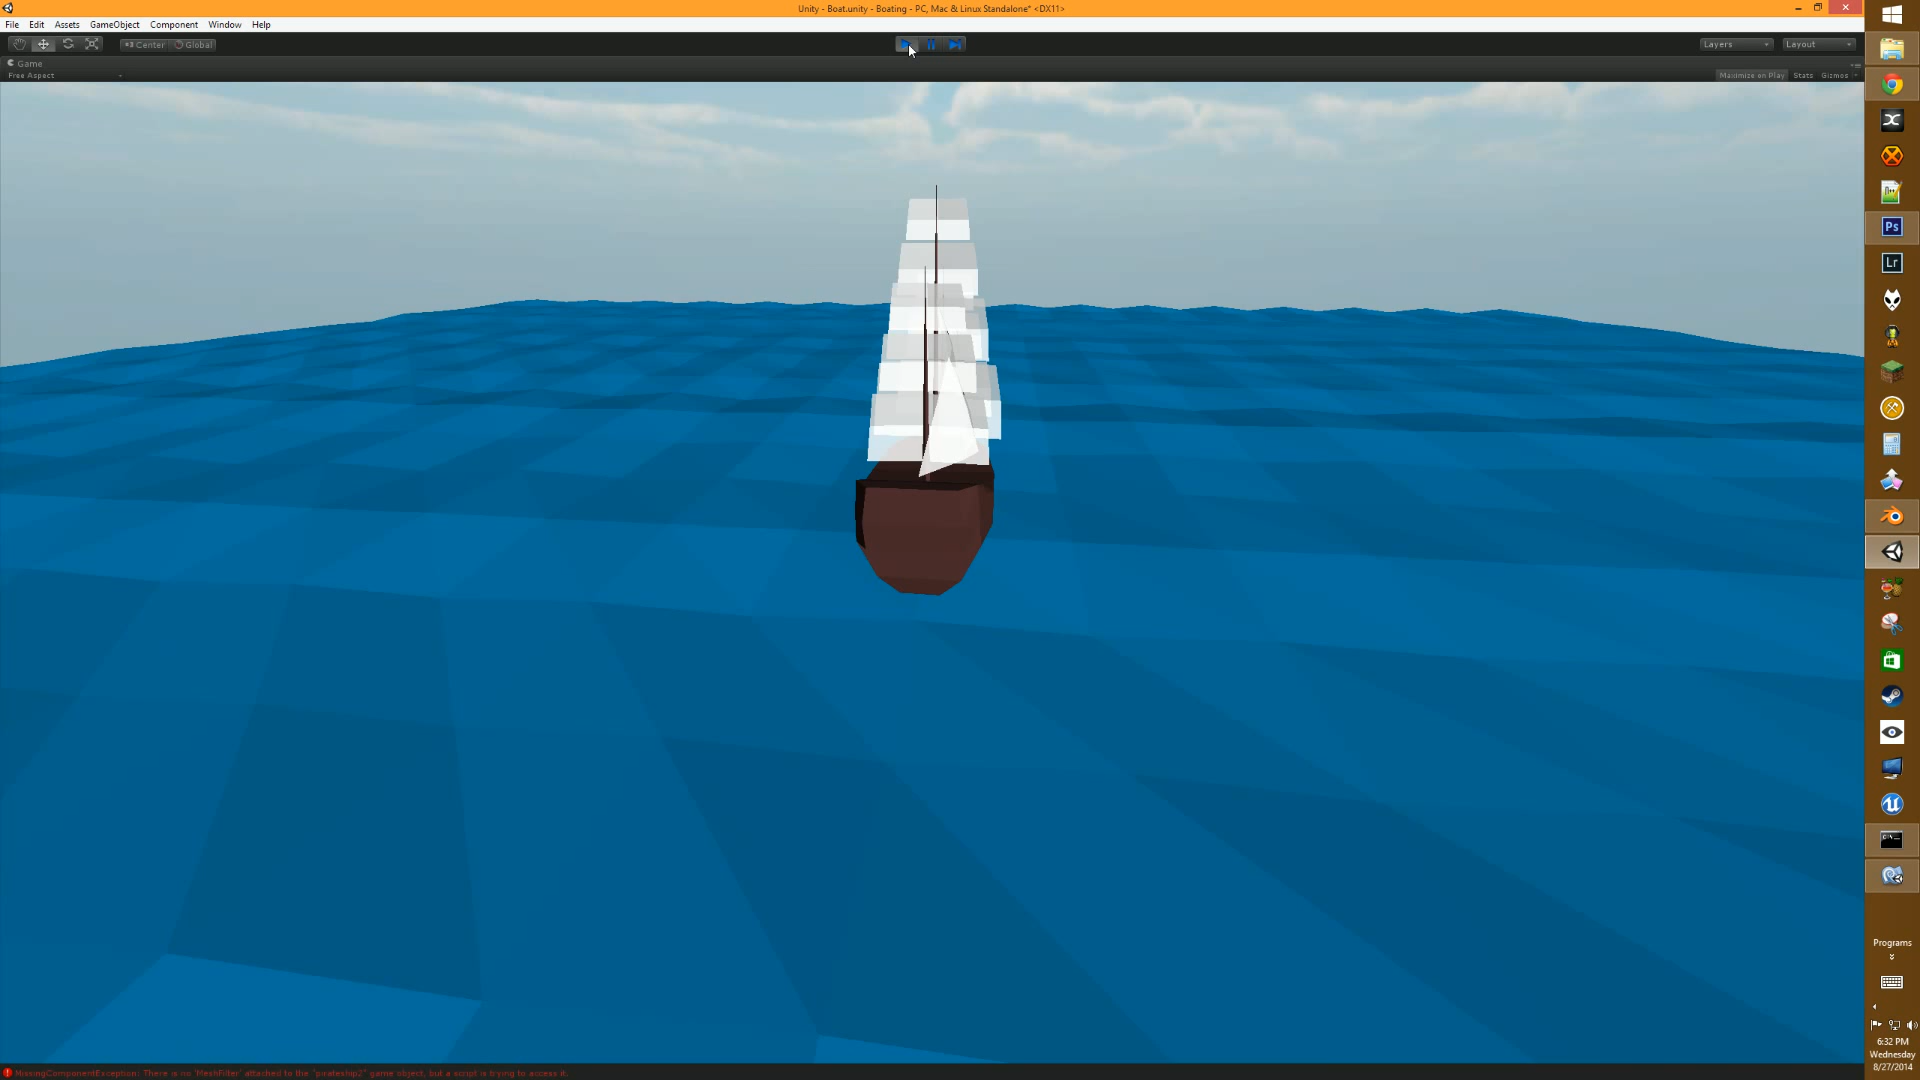 Unity - Boat.unity - Boating - PC, Mac & Linux Standalone* <DX11>
File Edit Assets GameObject Component Window Help
Center Global Layers Layout
Game
Free Aspect Maximize on Play Stats Gizmos
Ps
Lr
C:\
Programs
6:32 PM
Wednesday
8/27/2014
MissingComponentException: There is no 'MeshFilter' attached to the "pirateship2" game object, but a script is trying to access it.